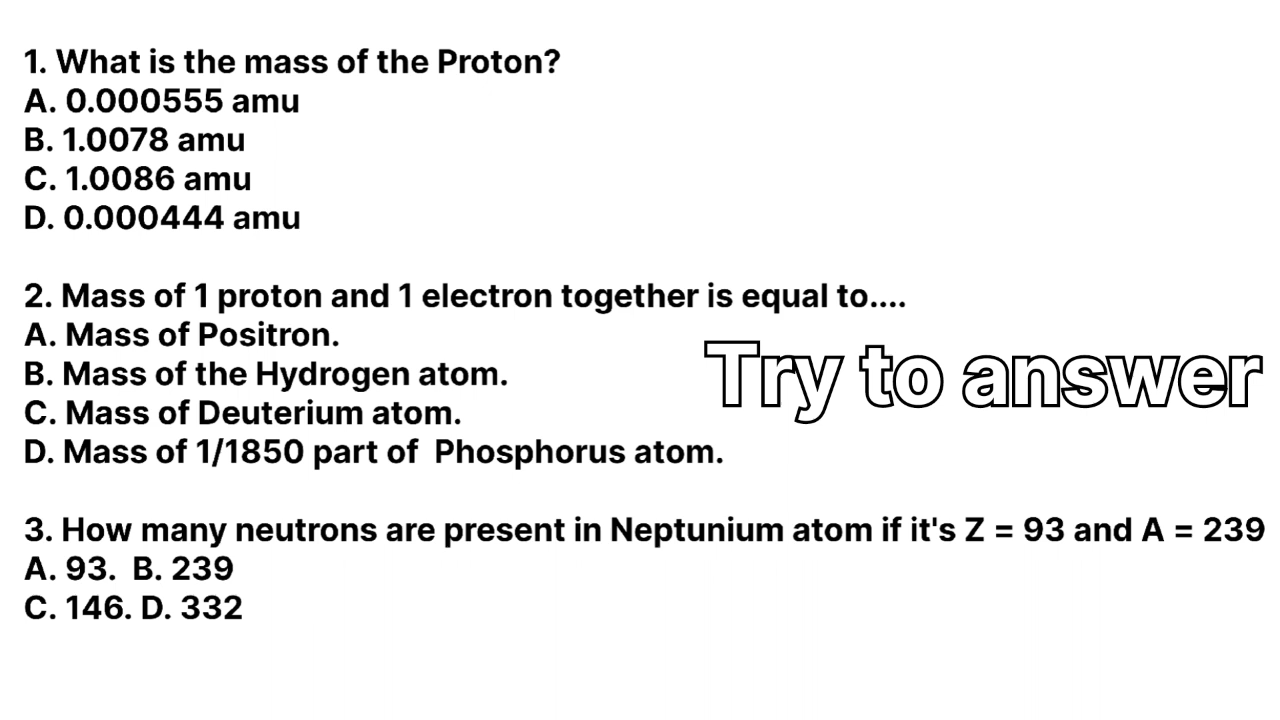 1. What is the mass of the Proton?
A. 0.000555 amu
B. 1.0078 amu
C. 1.0086 amu
D. 0.000444 amu
2. Mass of 1 proton and 1 electron together is equal to....
A. Mass of Positron.
B. Mass of the Hydrogen atom.
C. Mass of Deuterium atom.
D. Mass of 1/1850 part of Phosphorus atom.
Try to answer
3. How many neutrons are present in Neptunium atom if it's Z = 93 and A = 239
A. 93. B. 239
C. 146. D. 332